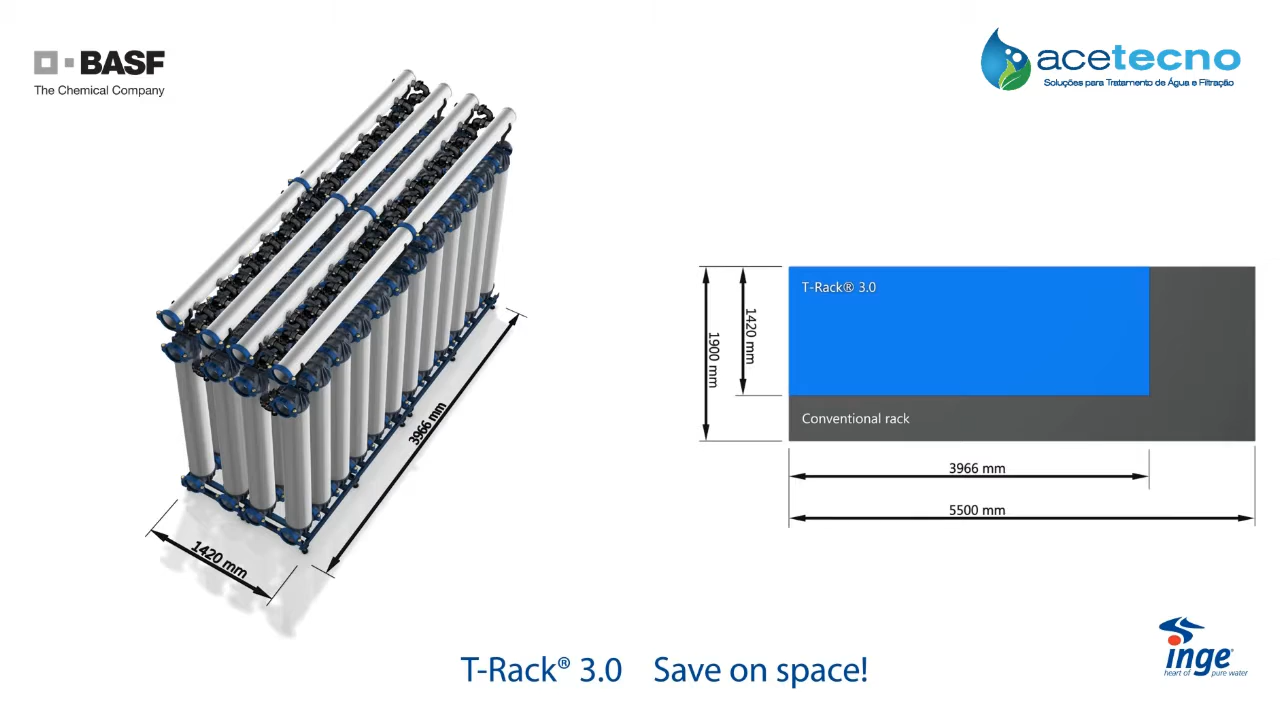 BASF
The Chemical Company
acetecno
Soluções para Tratamento de Água e Filtração
3966 mm
1420 mm
T-Rack® 3.0
1420 mm
1900 mm
Conventional rack
3966 mm
5500 mm
T-Rack® 3.0 Save on space!
inge®
heart of pure water